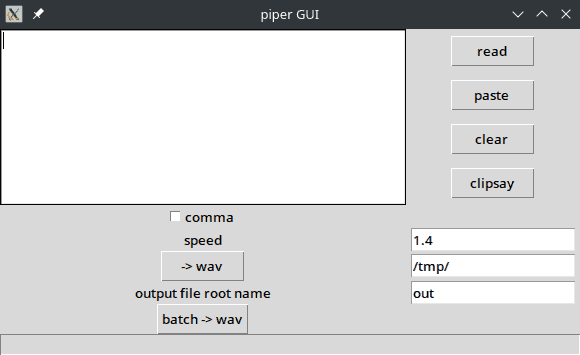 piper GUI
read
paste
clear
clipsay
comma
speed
1.4
-> wav
/tmp/
output file root name
out
batch -> wav